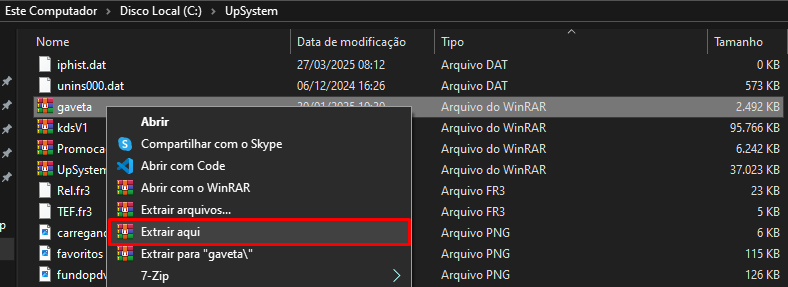 Este Computador > Disco Local (C:) > UpSystem
Nome Data de modificação Tipo Tamanho
iphist.dat 27/03/2025 08:12 Arquivo DAT 0 KB
unins000.dat 06/12/2024 16:26 Arquivo DAT 573 KB
gaveta Arquivo do WinRAR 2.492 KB
kdsV1 Arquivo do WinRAR 95.766 KB
Promocao Arquivo do WinRAR 6.242 KB
UpSystem Arquivo do WinRAR 37.023 KB
Rel.fr3 Arquivo FR3 23 KB
TEF.fr3 Arquivo FR3 5 KB
carregand Arquivo PNG 6 KB
favoritos Arquivo PNG 115 KB
fundopdv Arquivo PNG 126 KB
Abrir
Compartilhar com o Skype
Abrir com Code
Abrir com o WinRAR
Extrair arquivos...
Extrair aqui
Extrair para "gaveta\"
7-Zip